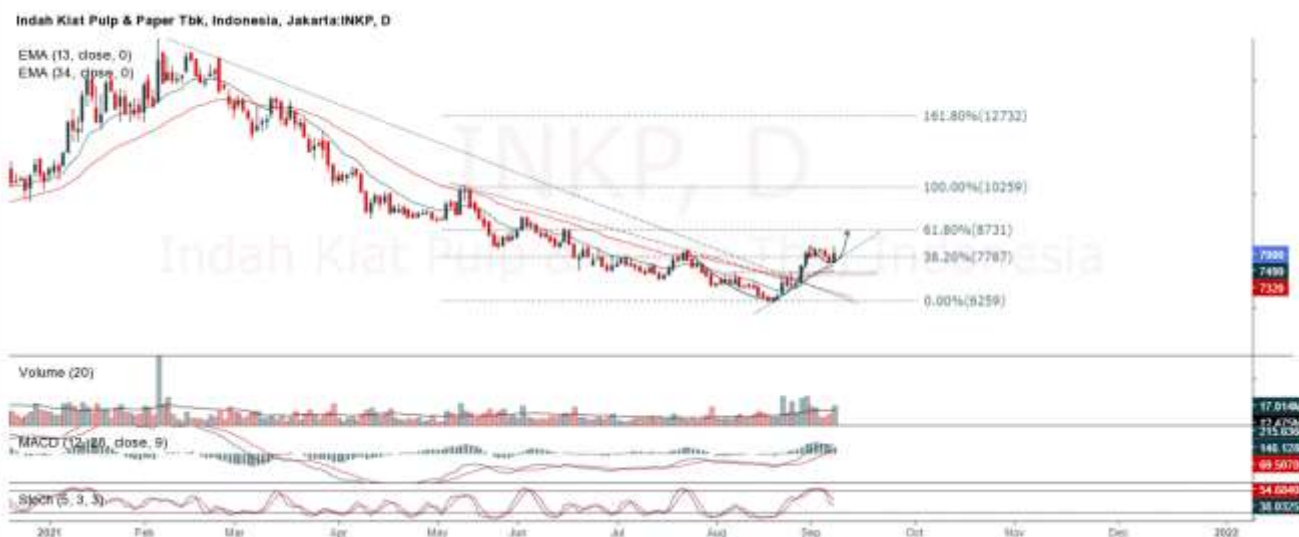 Indah Kiat Pulp & Paper Tbk, Indonesia, Jakarta:INKP, D
EMA (13, close, 0)
EMA (34, close, 0)
INKP, D
Indah Kiat Pulp & Tbk, Indonesia
161.80%(12732)
100.00%(10259)
61.80%(8731)
38.20%(7787)
0.00%(6259)
7499
7329
Volume (20)
MACD (12, 26, close, 9)
Stoch (5, 3, 3)
2021 Feb Mar Apr May Jun Jul Aug Sep Oct Nov Dec 2022